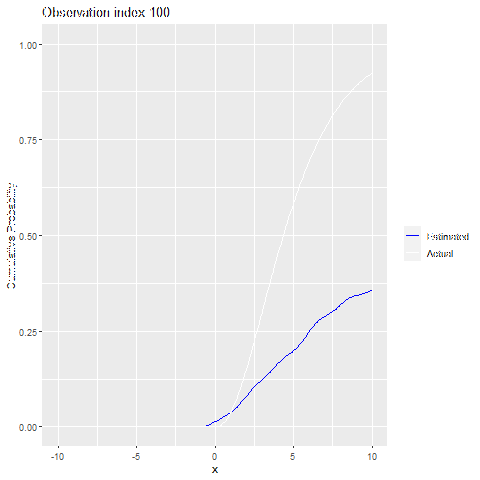 Observation index 100
1.00
0.75
0.50
0.25
0.00
Cumulative Probability
-10
-5
0
5
10
x
Estimated
Actual